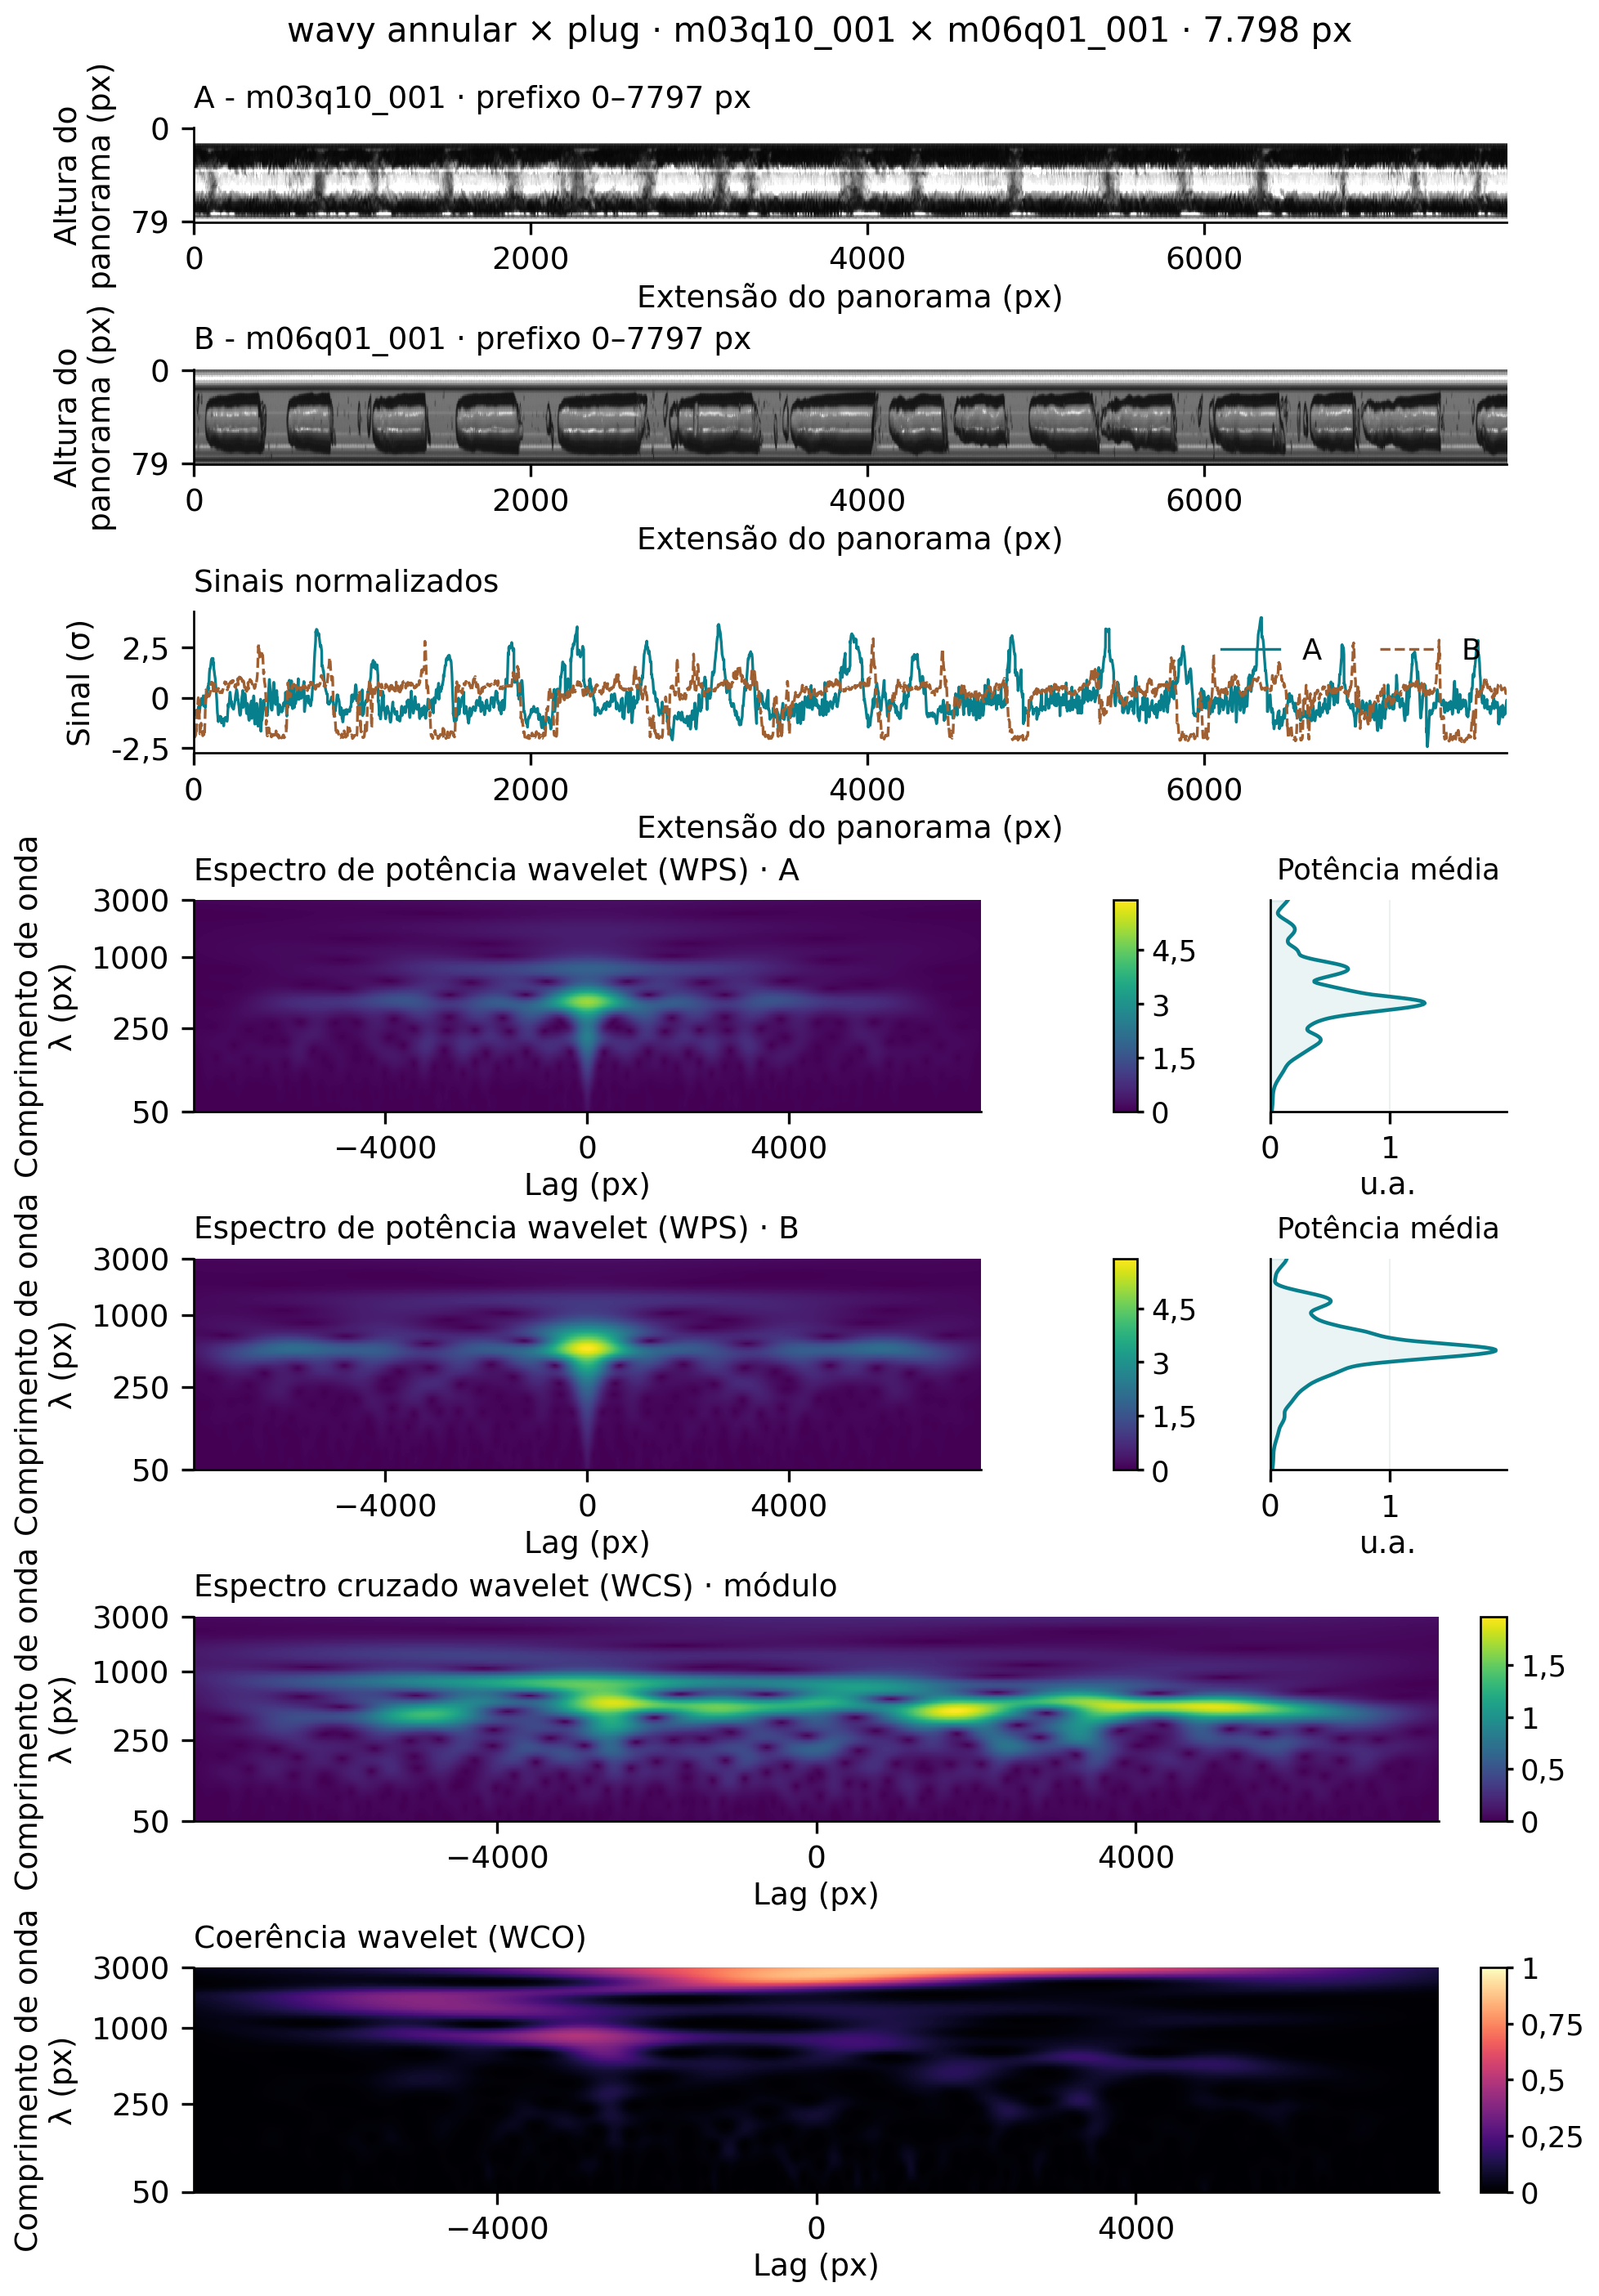 wavy annular × plug · m03q10_001 × m06q01_001 · 7.798 px
A - m03q10_001 · prefixo 0–7797 px
Altura do
panorama (px)
0
79
0 2000 4000 6000
Extensão do panorama (px)
B - m06q01_001 · prefixo 0–7797 px
Altura do
panorama (px)
0
79
0 2000 4000 6000
Extensão do panorama (px)
Sinais normalizados
Sinal (σ)
2,5
0
-2,5
A B
0 2000 4000 6000
Extensão do panorama (px)
Espectro de potência wavelet (WPS) · A
Comprimento de onda
λ (px)
3000
1000
250
50
−4000 0 4000
Lag (px)
4,5
3
1,5
0
Potência média
0 1
u.a.
Espectro de potência wavelet (WPS) · B
Comprimento de onda
λ (px)
3000
1000
250
50
−4000 0 4000
Lag (px)
4,5
3
1,5
0
Potência média
0 1
u.a.
Espectro cruzado wavelet (WCS) · módulo
Comprimento de onda
λ (px)
3000
1000
250
50
−4000 0 4000
Lag (px)
1,5
1
0,5
0
Coerência wavelet (WCO)
Comprimento de onda
λ (px)
3000
1000
250
50
−4000 0 4000
Lag (px)
1
0,75
0,5
0,25
0